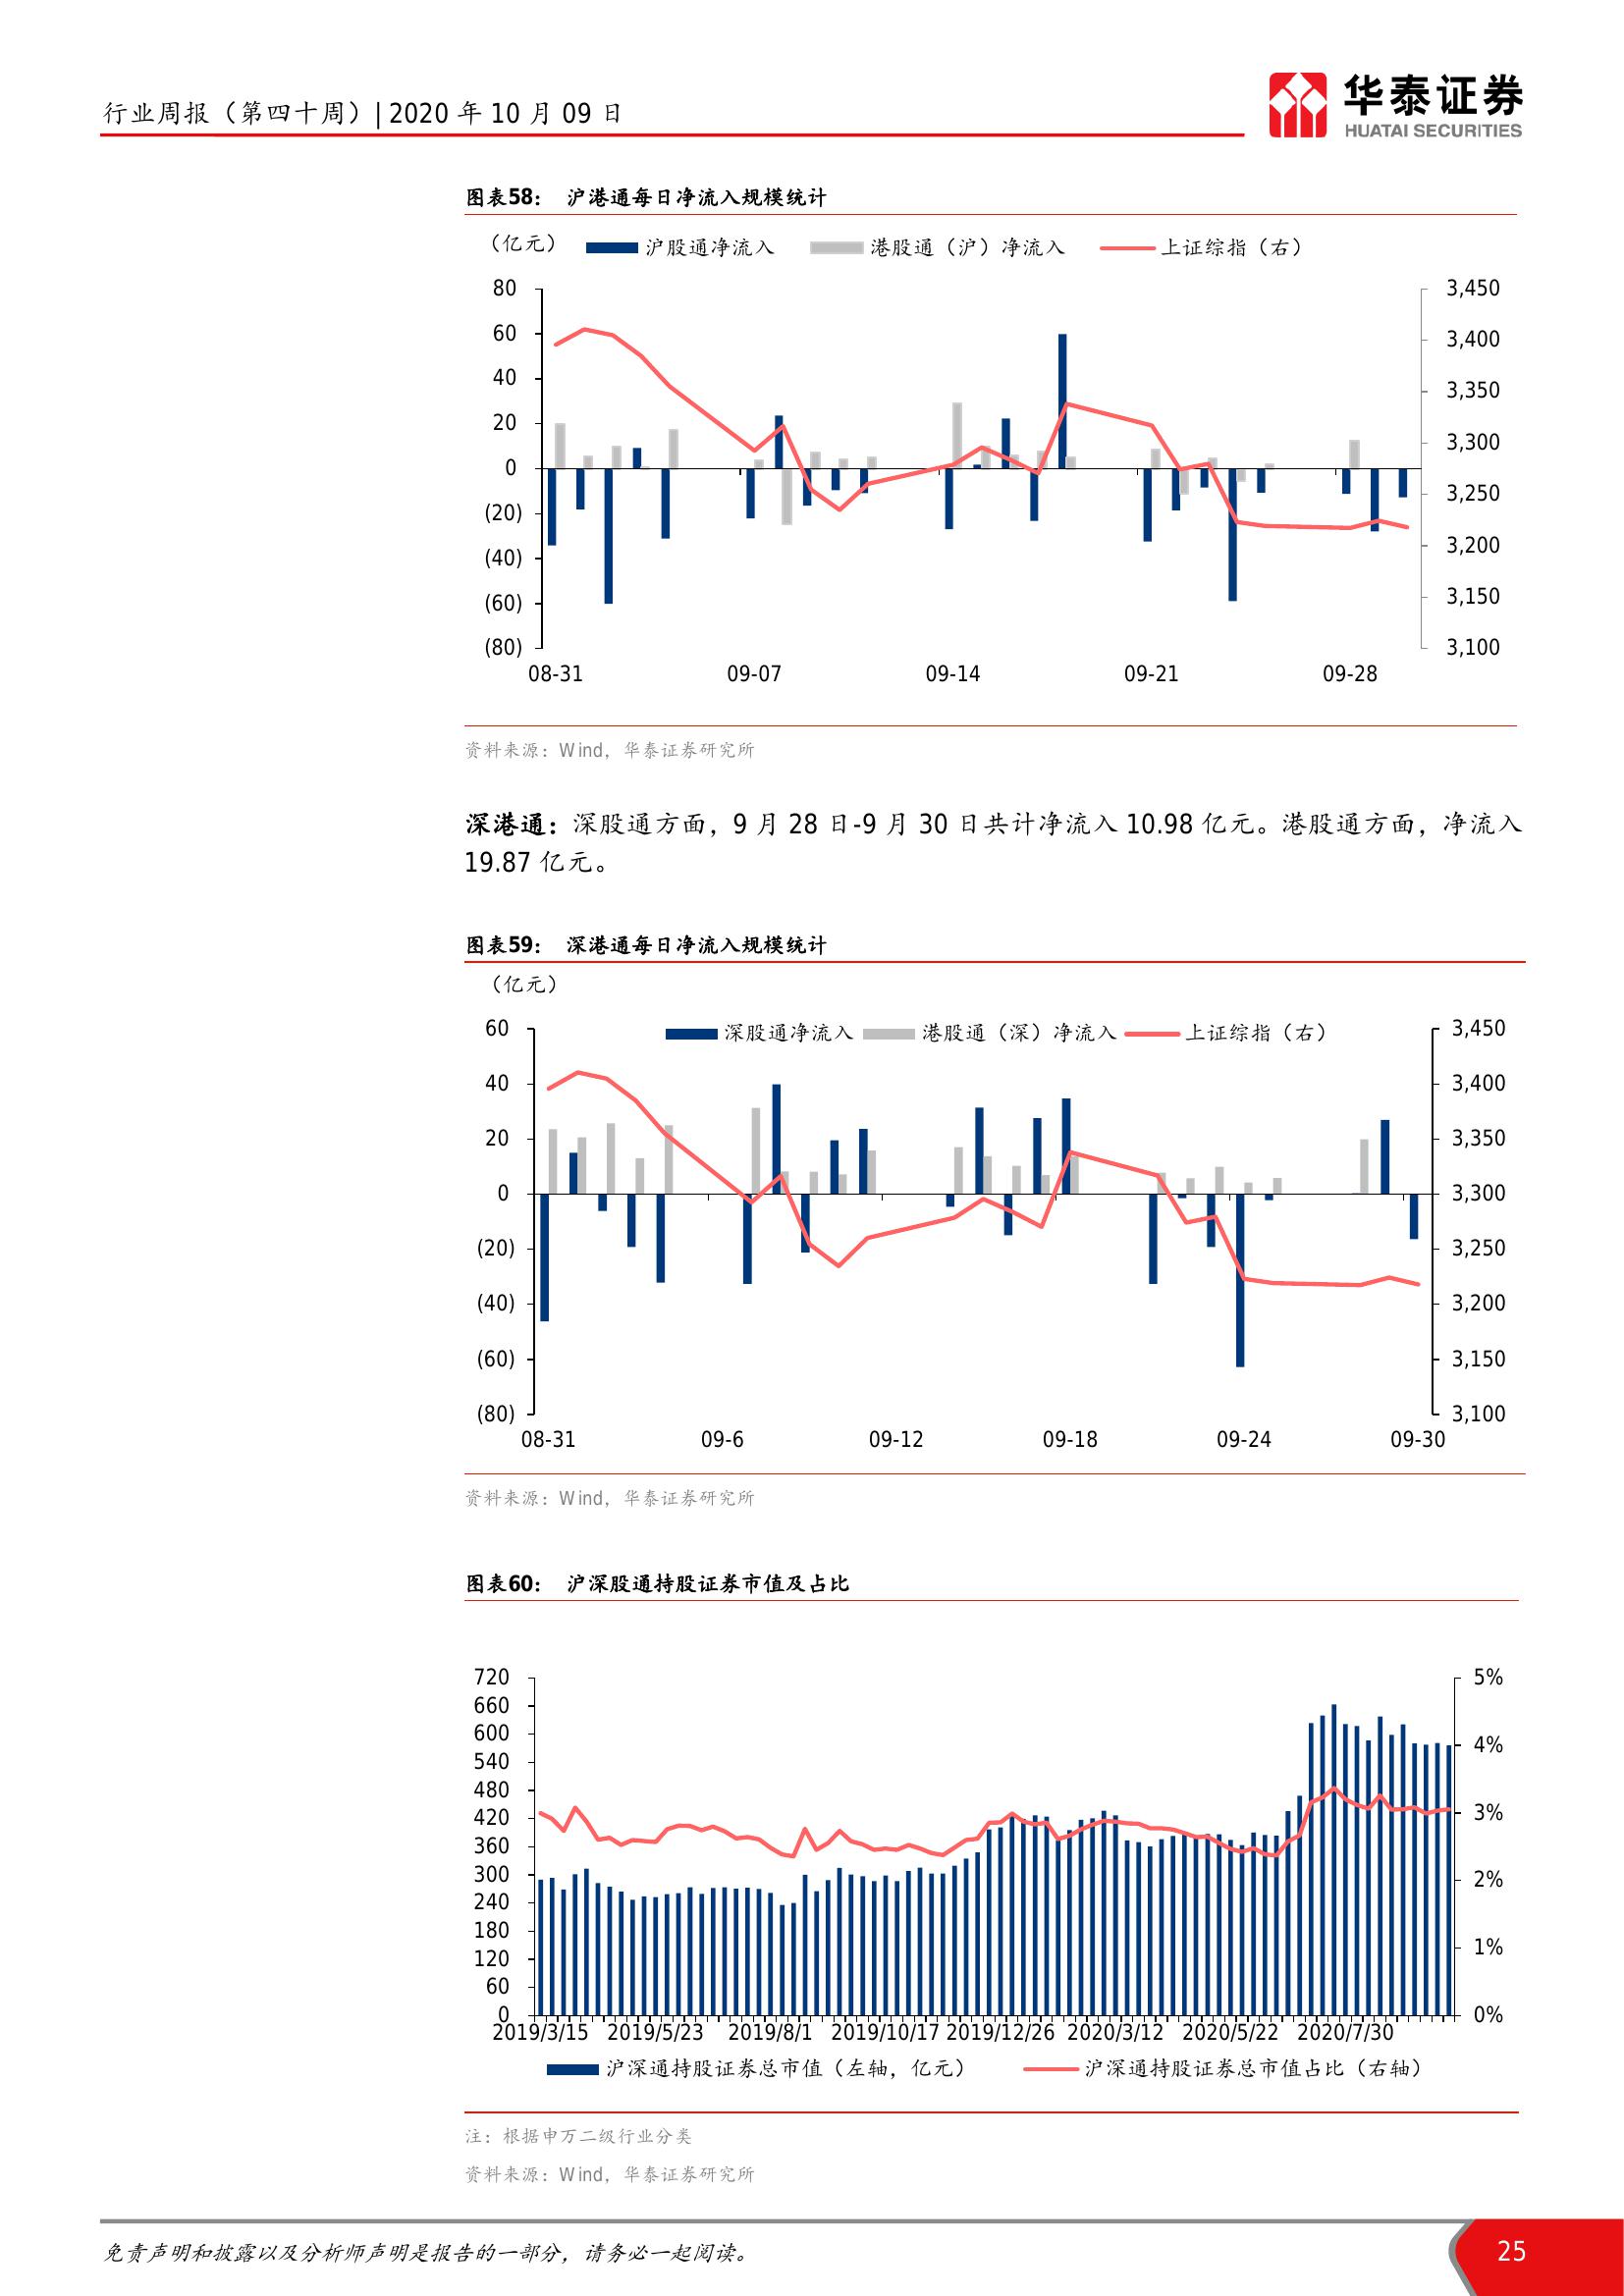 行业周报（第四十周）| 2020 年 10 月 09 日
华泰证券
HUATAI SECURITIES
图表58： 沪港通每日净流入规模统计
（亿元） 沪股通净流入 港股通（沪）净流入 上证综指（右）
80 3,450
60 3,400
40 3,350
20 3,300
0 3,250
(20) 3,200
(40) 3,150
(60) 3,100
(80)
08-31 09-07 09-14 09-21 09-28
资料来源：Wind，华泰证券研究所
深港通：深股通方面，9 月 28 日-9 月 30 日共计净流入 10.98 亿元。港股通方面，净流入
19.87 亿元。
图表59： 深港通每日净流入规模统计
（亿元）
深股通净流入 港股通（深）净流入 上证综指（右）
60 3,450
40 3,400
20 3,350
0 3,300
(20) 3,250
(40) 3,200
(60) 3,150
(80) 3,100
08-31 09-6 09-12 09-18 09-24 09-30
资料来源：Wind，华泰证券研究所
图表60： 沪深股通持股证券市值及占比
720 5%
660
600 4%
540
480
420 3%
360
300 2%
240
180 1%
120
60
0 0%
2019/3/15 2019/5/23 2019/8/1 2019/10/17 2019/12/26 2020/3/12 2020/5/22 2020/7/30
沪深通持股证券总市值（左轴，亿元） 沪深通持股证券总市值占比（右轴）
注：根据申万二级行业分类
资料来源：Wind，华泰证券研究所
免责声明和披露以及分析师声明是报告的一部分，请务必一起阅读。 25